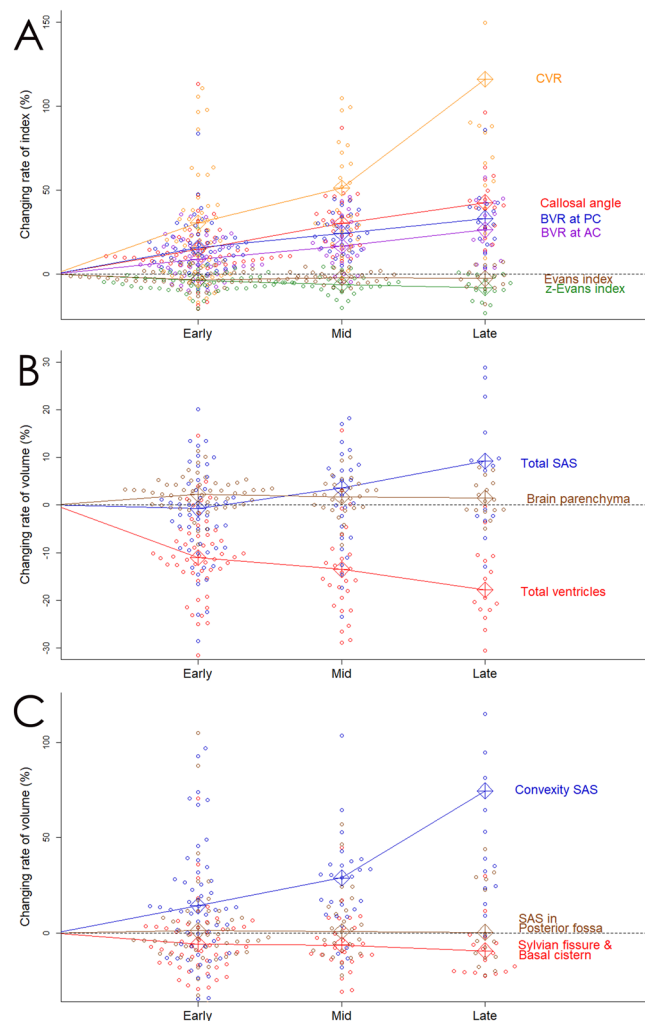 A
Changing rate of index (%)
150
100
50
0
CVR
Callosal angle
BVR at PC
BVR at AC
Evans index
z-Evans index
Early Mid Late
B
Changing rate of volume (%)
30
20
10
0
-10
-20
-30
Total SAS
Brain parenchyma
Total ventricles
Early Mid Late
C
Changing rate of volume (%)
100
50
0
Convexity SAS
SAS in
Posterior fossa
Sylvian fissure &
Basal cistern
Early Mid Late